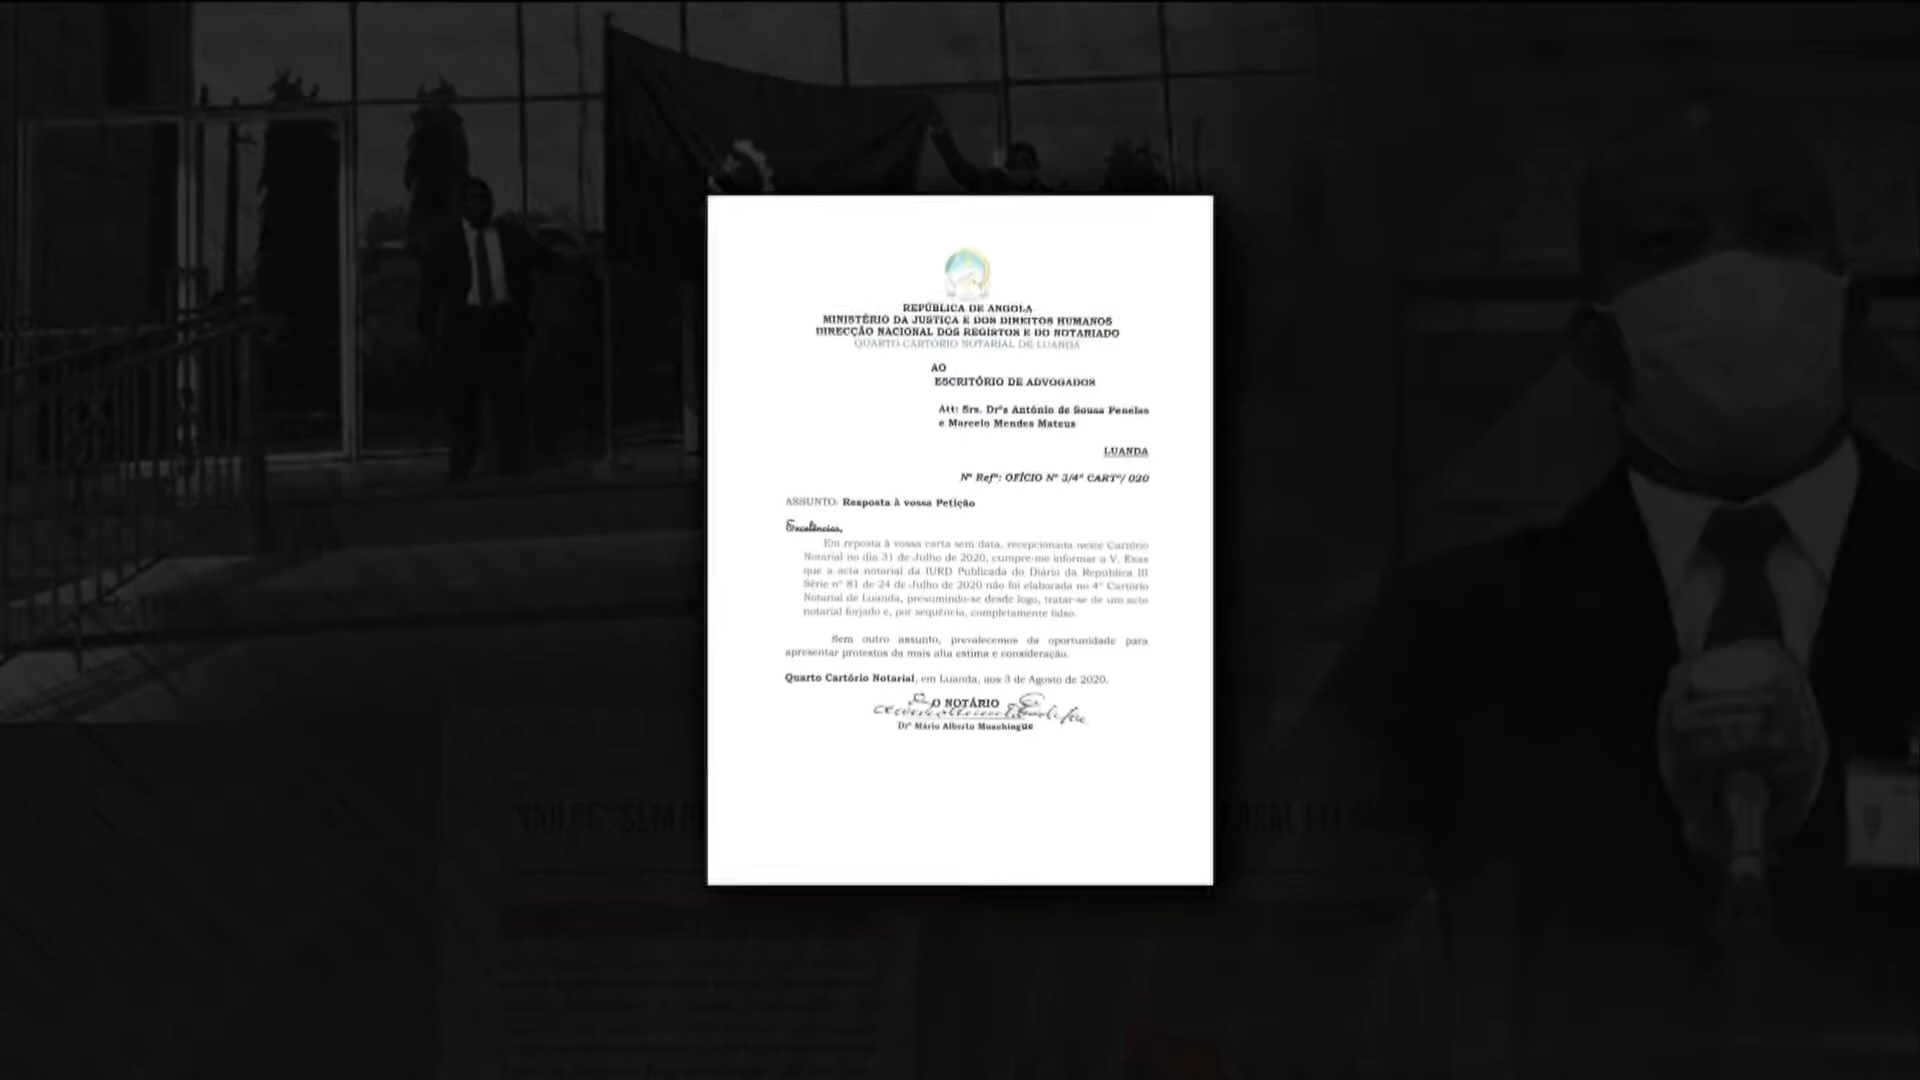 REPÚBLICA DE ANGOLA
MINISTÉRIO DA JUSTIÇA E DOS DIREITOS HUMANOS
DIRECÇÃO NACIONAL DOS REGISTOS E DO NOTARIADO
QUARTO CARTÓRIO NOTARIAL DE LUANDA
AO
ESCRITÓRIO DE ADVOGADOS
Att: Srs. Drºs António de Sousa Penelas
e Marcelo Mendes Mateus
LUANDA
Nª Refª: OFÍCIO Nº 3/4º CARTº/ 020
ASSUNTO: Resposta à vossa Petição
Excelências,
Em reposta à vossa carta sem data, recepcionada neste Cartório
Notarial no dia 31 de Julho de 2020, cumpre-me informar a V. Exas
que a acta notarial da IURD Publicada do Diário da República III
Série nº 81 de 24 de Julho de 2020 não foi elaborada no 4º Cartório
Notarial de Luanda, presumindo-se desde logo, tratar-se de um acto
notarial forjado e, por sequência, completamente falso.
Sem outro assunto, prevalecemos da oportunidade para
apresentar protestos da mais alta estima e consideração.
Quarto Cartório Notarial, em Luanda, aos 3 de Agosto de 2020.
O NOTÁRIO
Drº Mário Alberto Muachingue
"GOLPE" SEM